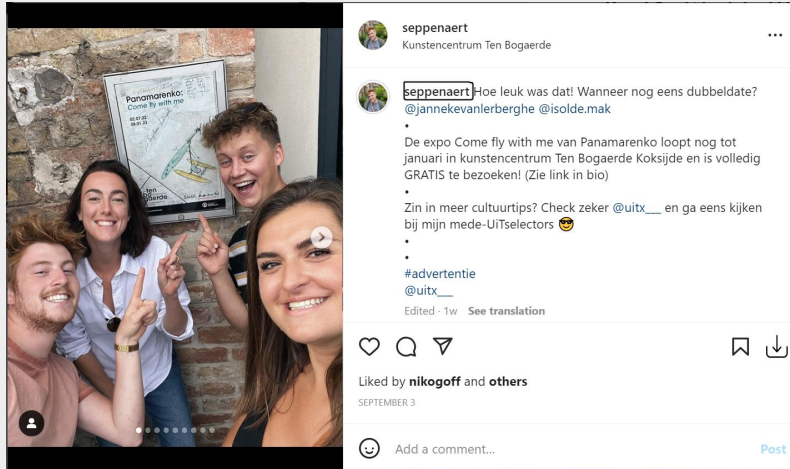 seppenaert
Kunstencentrum Ten Bogaerde
seppenaert Hoe leuk was dat! Wanneer nog eens dubbeldate?
@jannekevanlerberghe @isolde.mak
•
De expo Come fly with me van Panamarenko loopt nog tot
januari in kunstencentrum Ten Bogaerde Koksijde en is volledig
GRATIS te bezoeken! (Zie link in bio)
•
Zin in meer cultuurtips? Check zeker @uitx___ en ga eens kijken
bij mijn mede-UiTselectors 😎
•
•
#advertentie
@uitx___
Edited · 1w See translation
Liked by nikogoff and others
SEPTEMBER 3
Add a comment...
Post
Panamarenko:
Come fly with me
ten